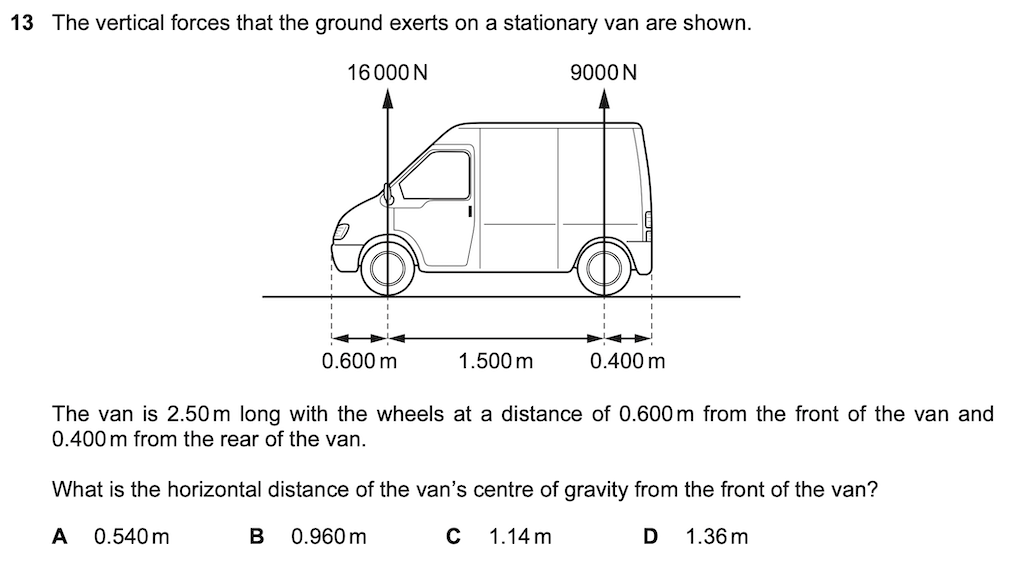 13 The vertical forces that the ground exerts on a stationary van are shown.
16 000 N 9000 N
0.600 m 1.500 m 0.400 m
The van is 2.50 m long with the wheels at a distance of 0.600 m from the front of the van and
0.400 m from the rear of the van.
What is the horizontal distance of the van’s centre of gravity from the front of the van?
A 0.540 m B 0.960 m C 1.14 m D 1.36 m